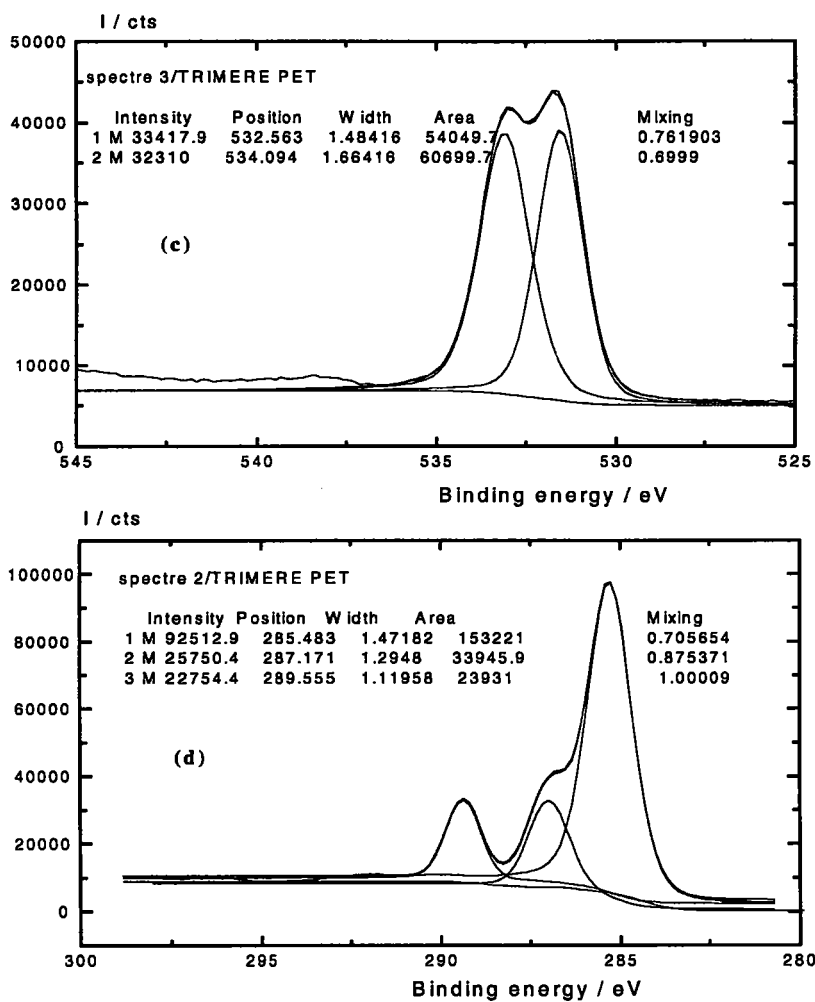 I / cts
50000
spectre 3/TRIMERE PET
Intensity Position Width Area Mixing
40000
1 M 33417.9 532.563 1.48416 54049.7 0.761903
2 M 32310 534.094 1.66416 60699.7 0.6999
30000
(c)
20000
10000
0
545 540 535 530 525
Binding energy / eV
I / cts
100000
spectre 2/TRIMERE PET
Intensity Position Width Area Mixing
1 M 92512.9 285.483 1.47182 153221 0.705654
80000
2 M 25750.4 287.171 1.2948 33945.9 0.875371
3 M 22754.4 289.555 1.11958 23931 1.00009
60000
(d)
40000
20000
0
300 295 290 285 280
Binding energy / eV